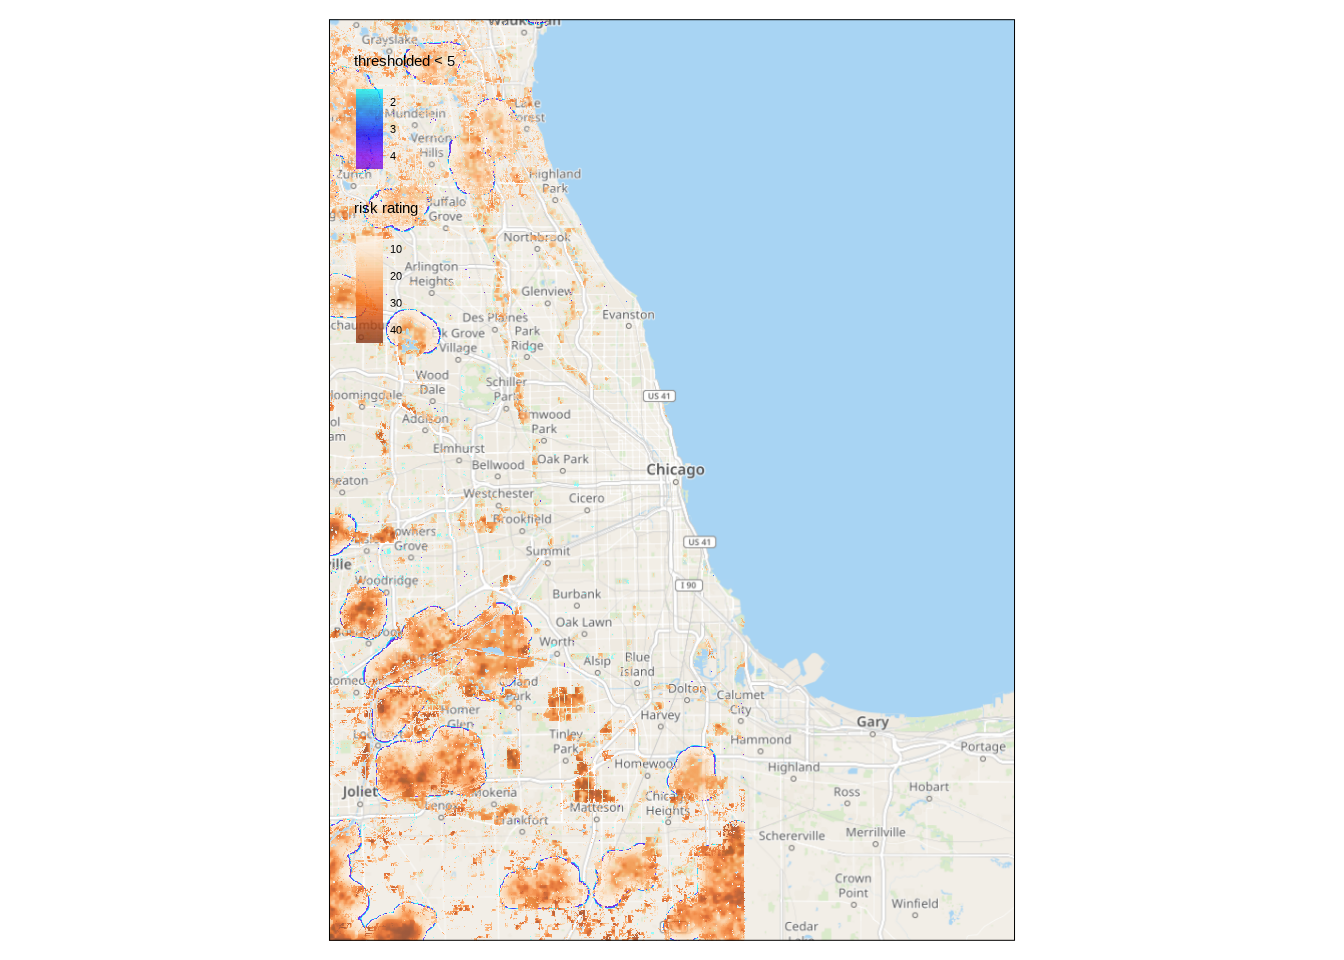 Waukegan
Grayslake
thresholded < 5
2
3
4
Mundelein
Lake
Forest
Vernon
Hills
Zurich
Highland
Park
risk rating
Buffalo
Grove
Northbrook
10
20
30
40
Arlington
Heights
Glenview
Evanston
Des Plaines
Park
Ridge
Schaumburg
Elk Grove
Village
Wood
Dale
Schiller
Park
US 41
Bloomingdale
Addison
Elmwood
Park
Elmhurst
Oak Park
Bellwood
Chicago
Wheaton
Westchester
Cicero
Brookfield
Downers
Grove
US 41
Summit
ville
Woodridge
I 90
Burbank
Oak Lawn
Worth
Alsip
Blue
Island
Orland
Park
Dolton
Calumet
City
Homer
Glen
Harvey
Gary
Tinley
Park
Hammond
Portage
Homewood
Highland
Joliet
Mokena
Lenox
Chicago
Heights
Ross
Hobart
Matteson
Frankfort
Schererville
Merrillville
Crown
Point
Winfield
Cedar